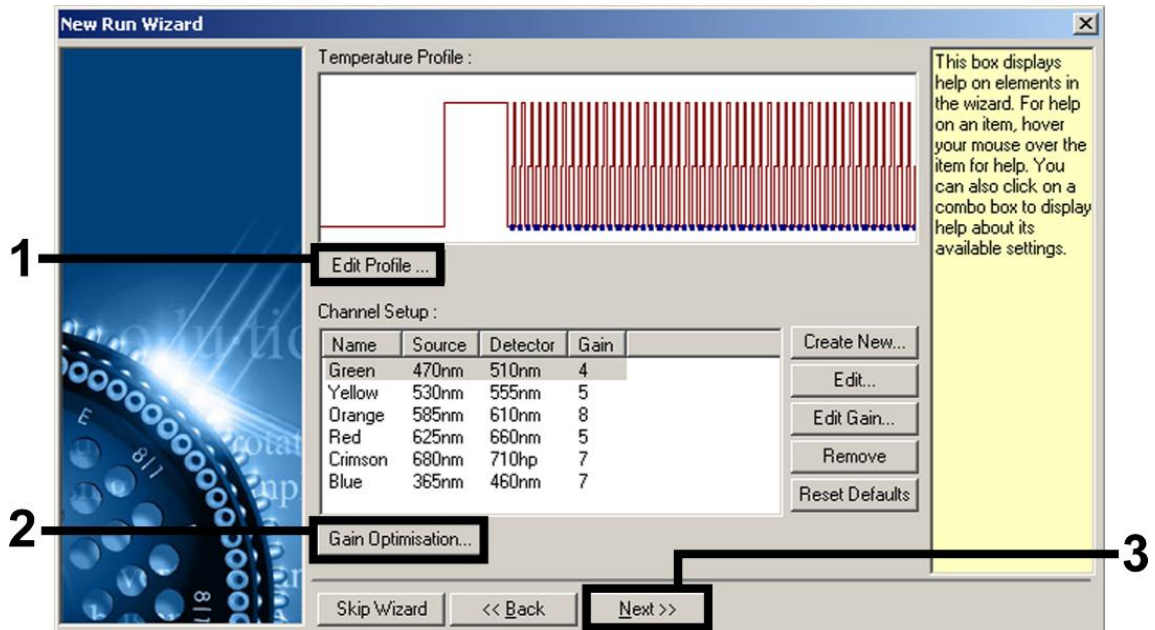 New Run Wizard
Temperature Profile :
This box displays
help on elements in
the wizard. For help
on an item, hover
your mouse over the
item for help. You
can also click on a
combo box to display
help about its
available settings.
1
Edit Profile ...
Channel Setup :
Name Source Detector Gain
Green 470nm 510nm 4
Yellow 530nm 555nm 5
Orange 585nm 610nm 8
Red 625nm 660nm 5
Crimson 680nm 710hp 7
Blue 365nm 460nm 7
Create New...
Edit...
Edit Gain...
Remove
Reset Defaults
E
8|1
8|1
2
Gain Optimisation...
3
Skip Wizard
<< Back
Next >>